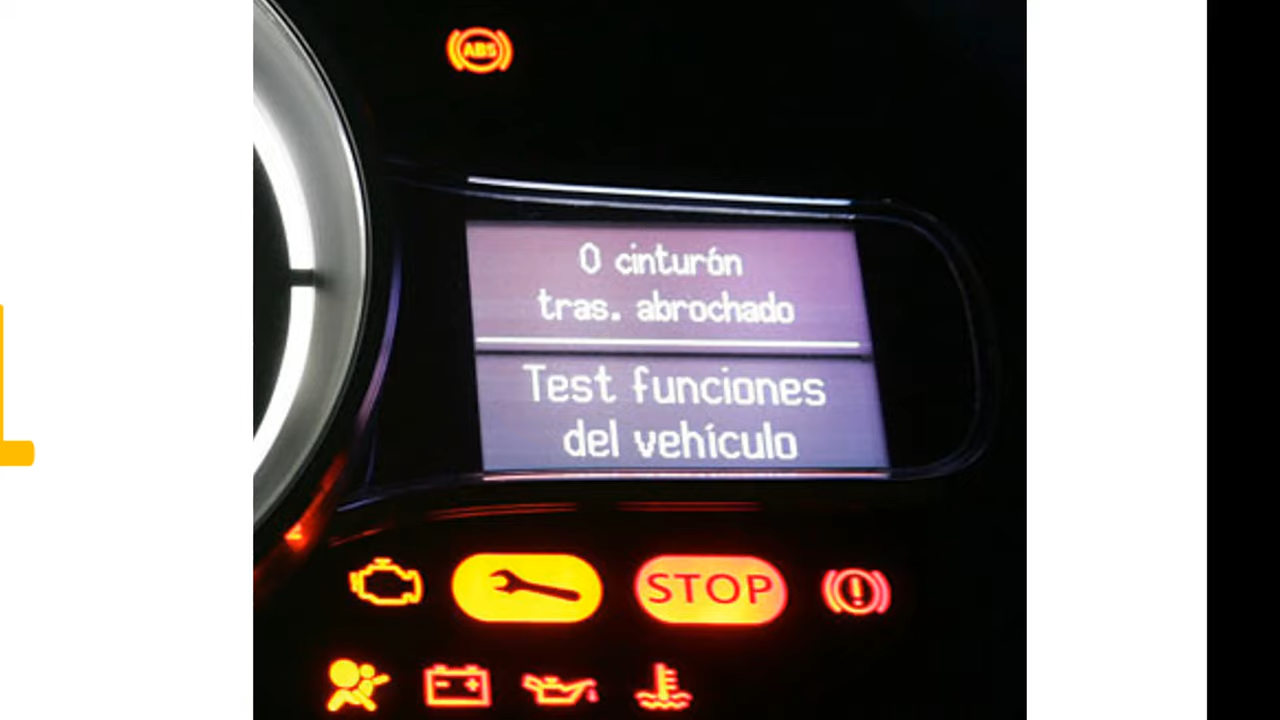 ABS
0 cinturón
tras. abrochado
Test funciones
del vehículo
STOP